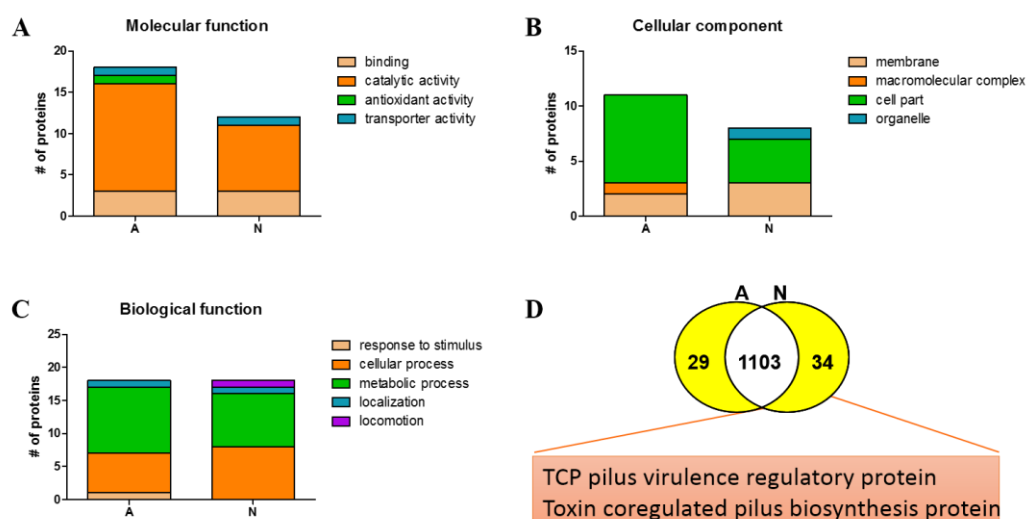 A
Molecular function
# of proteins
20
15
10
5
0
A
N
binding
catalytic activity
antioxidant activity
transporter activity
B
Cellular component
# of proteins
15
10
5
0
A
N
membrane
macromolecular complex
cell part
organelle
C
Biological function
# of proteins
25
20
15
10
5
0
A
N
response to stimulus
cellular process
metabolic process
localization
locomotion
D
A N
29 1103 34
TCP pilus virulence regulatory protein
Toxin coregulated pilus biosynthesis protein